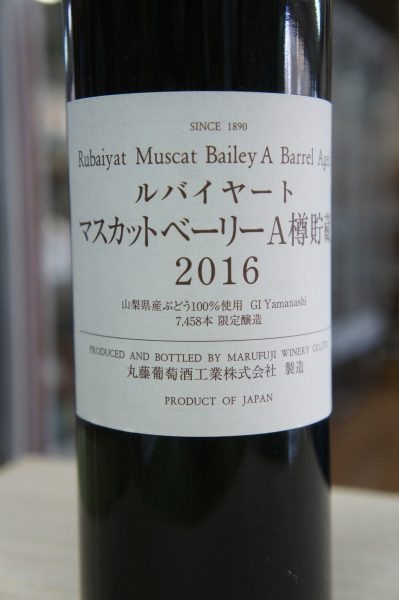 SINCE 1890
Rubaiyat Muscat Bailey A Barrel
ルバイヤート
マスカットベーリーA樽貯蔵
2016
山梨県産ぶどう100%使用 GI Yamanashi
7,458本 限定醸造
PRODUCED AND BOTTLED BY MARUFUJI WINERY CO.,LTD
丸藤葡萄酒工業株式会社 製造
PRODUCT OF JAPAN